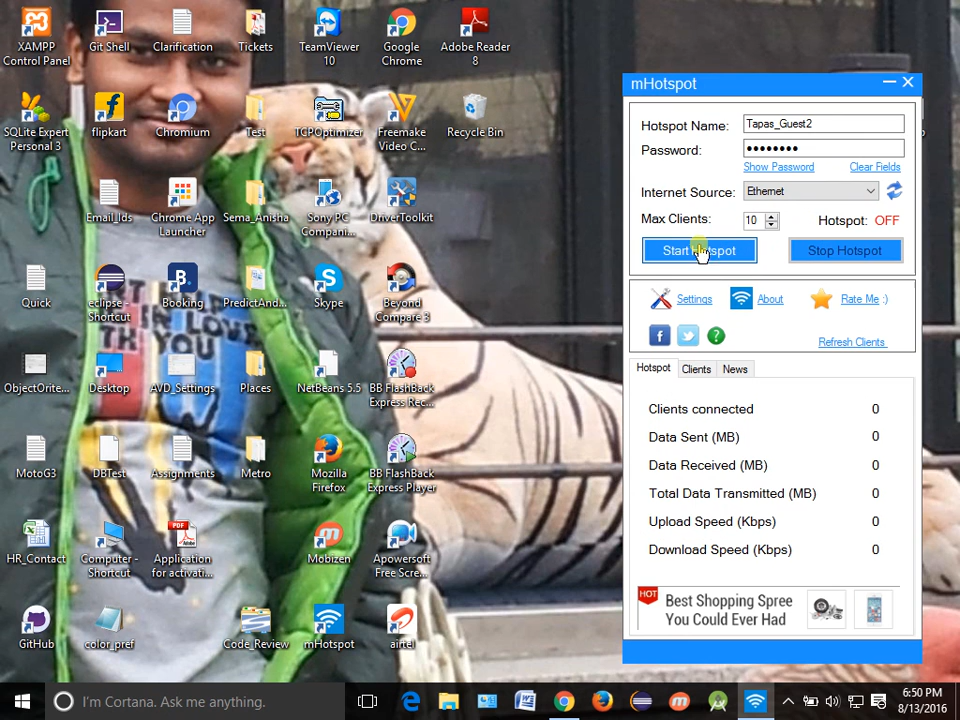 XAMPP
Control Panel
Git Shell
Clarification
Tickets
TeamViewer
10
Google
Chrome
Adobe Reader
8
SQLite Expert
Personal 3
flipkart
Chromium
Test
TCPOptimizer
Freemake
Video C...
Recycle Bin
Email_Ids
Chrome App
Launcher
Sema_Anisha
Sony PC
Compani...
DriverToolkit
Quick
eclipse -
Shortcut
Booking
PredictAnd...
Skype
Beyond
Compare 3
ObjectOrite...
Desktop
AVD_Settings
Places
NetBeans 5.5
BB FlashBack
Express Rec...
MotoG3
DBTest
Assignments
Metro
Mozilla
Firefox
BB FlashBack
Express Player
HR_Contact
Computer -
Shortcut
Application
for activati...
Mobizen
Apowersoft
Free Scre...
GitHub
color_pref
Code_Review
mHotspot
airtel
mHotspot
Hotspot Name: Tapas_Guest2
Password: ●●●●●●●●
Show Password Clear Fields
Internet Source: Ethernet
Max Clients: 10 Hotspot: OFF
Start Hotspot Stop Hotspot
Settings About Rate Me :)
Refresh Clients
Hotspot Clients News
Clients connected 0
Data Sent (MB) 0
Data Received (MB) 0
Total Data Transmitted (MB) 0
Upload Speed (Kbps) 0
Download Speed (Kbps) 0
HOT
Best Shopping Spree
You Could Ever Had
I'm Cortana. Ask me anything.
6:50 PM
8/13/2016